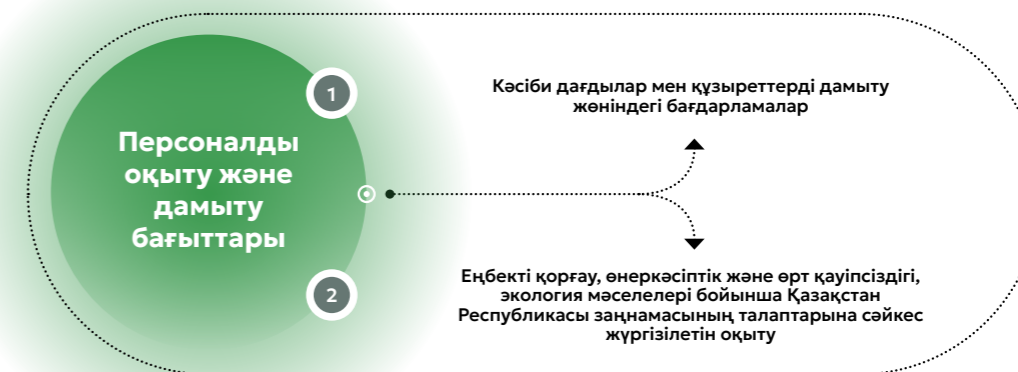 Персоналды
оқыту және
дамыту
бағыттары
1
Кәсіби дағдылар мен құзыреттерді дамыту
жөніндегі бағдарламалар
2
Еңбекті қорғау, өнеркәсіптік және өрт қауіпсіздігі,
экология мәселелері бойынша Қазақстан
Республикасы заңнамасының талаптарына сәйкес
жүргізілетін оқыту